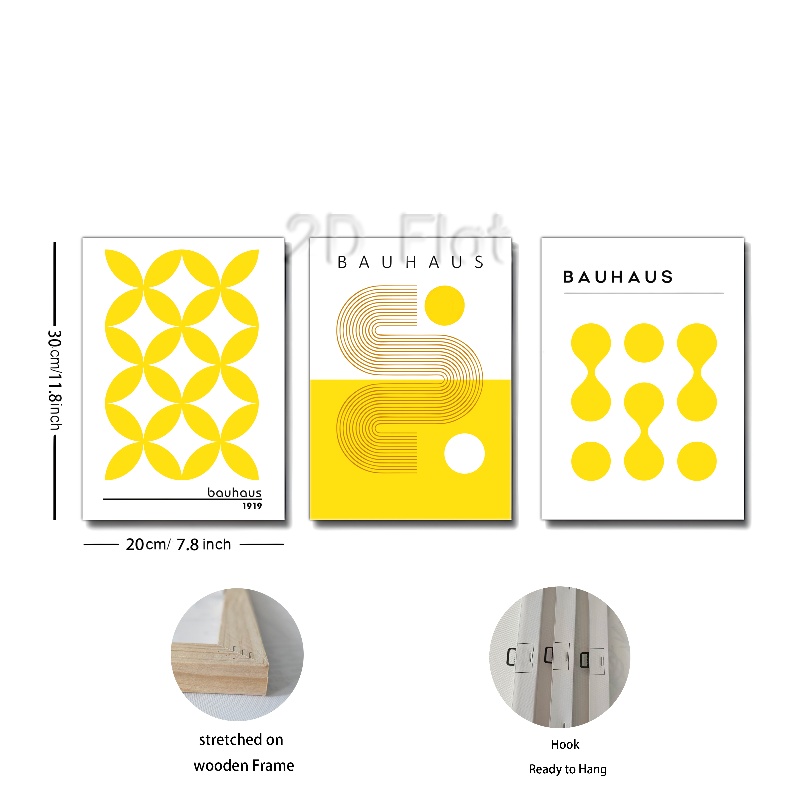 2D Flat
BAUHAUS
BAUHAUS
bauhaus
1919
30cm/11.8inch
20cm/ 7.8 inch
stretched on
wooden Frame
Hook
Ready to Hang